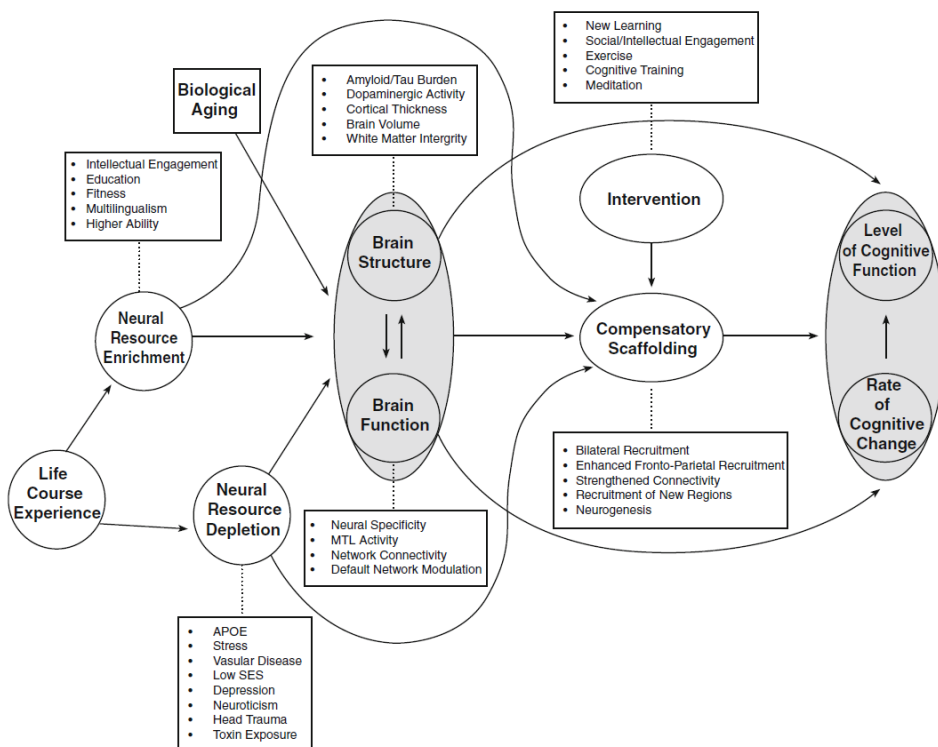 • New Learning
• Social/Intellectual Engagement
• Exercise
• Cognitive Training
• Meditation
Biological
Aging
• Amyloid/Tau Burden
• Dopaminergic Activity
• Cortical Thickness
• Brain Volume
• White Matter Intergrity
• Intellectual Engagement
• Education
• Fitness
• Multilingualism
• Higher Ability
Intervention
Brain
Structure
Level
of Cognitive
Function
Neural
Resource
Enrichment
Compensatory
Scaffolding
Brain
Function
Rate
of
Cognitive
Change
Life
Course
Experience
Neural
Resource
Depletion
• Bilateral Recruitment
• Enhanced Fronto-Parietal Recruitment
• Strengthened Connectivity
• Recruitment of New Regions
• Neurogenesis
• Neural Specificity
• MTL Activity
• Network Connectivity
• Default Network Modulation
• APOE
• Stress
• Vasular Disease
• Low SES
• Depression
• Neuroticism
• Head Trauma
• Toxin Exposure